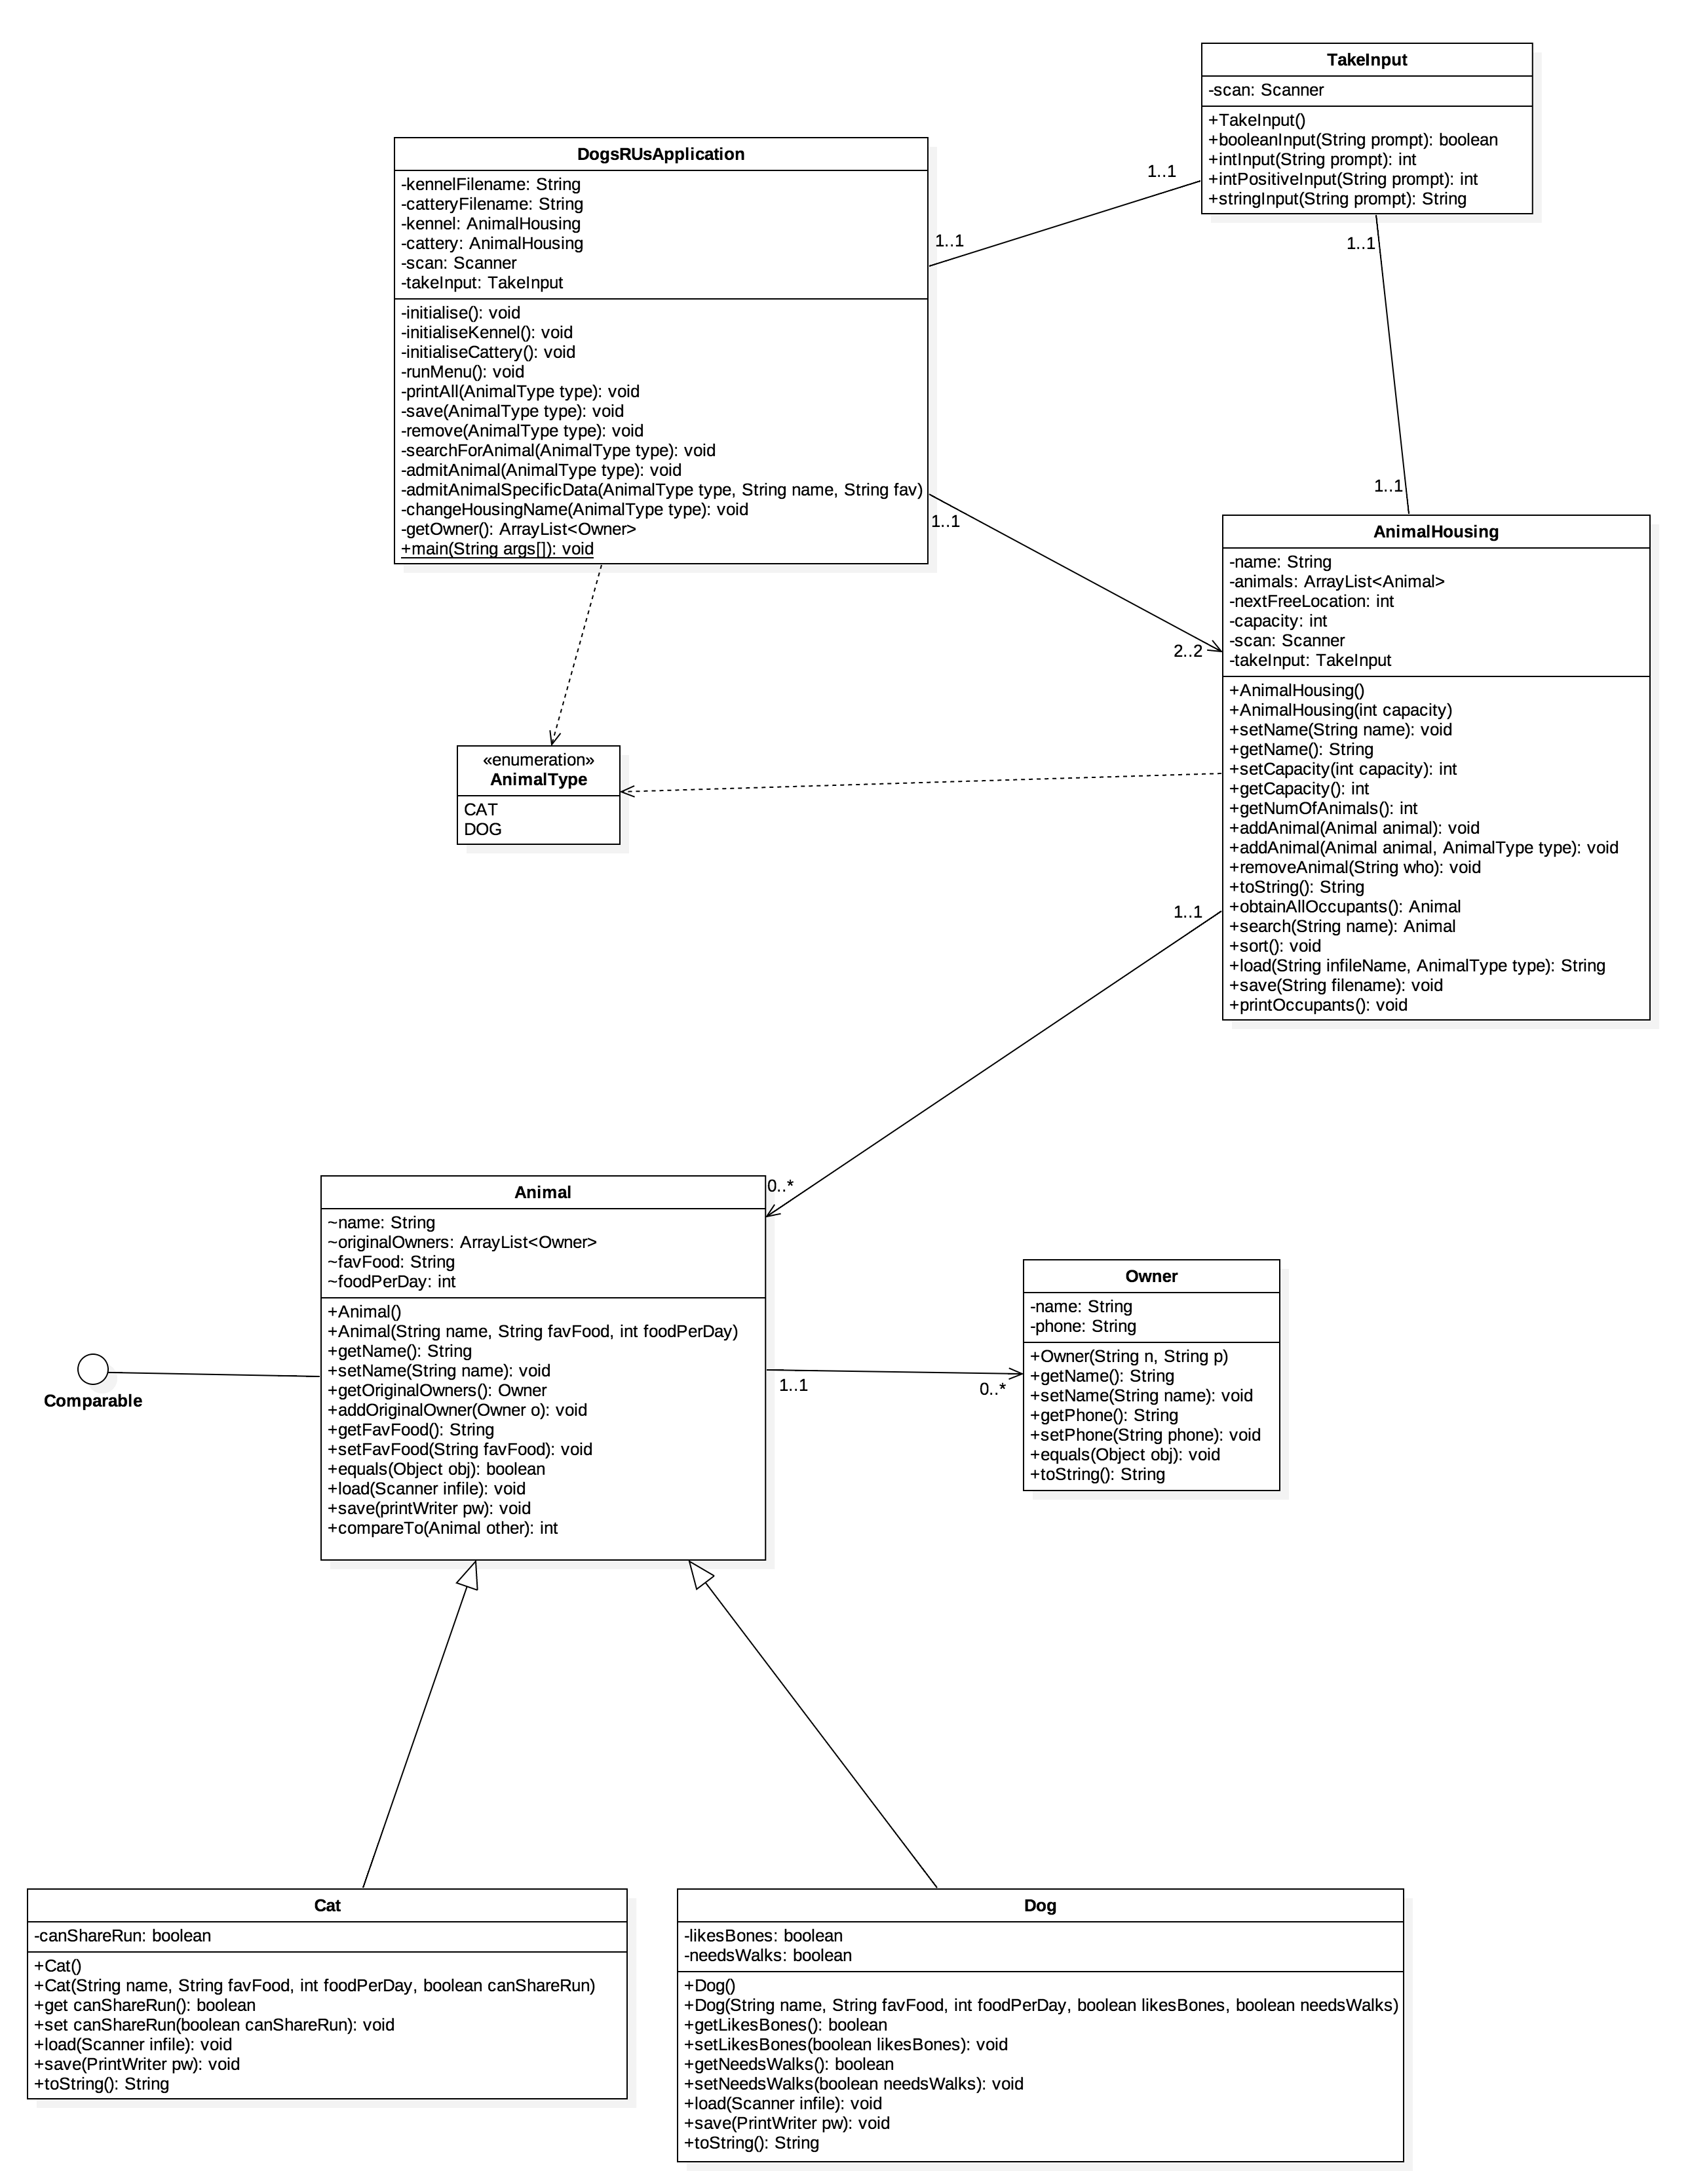 TakeInput
-scan: Scanner
+TakeInput()
+booleanInput(String prompt): boolean
+intInput(String prompt): int
+intPositiveInput(String prompt): int
+stringInput(String prompt): String
DogsRUsApplication
-kennelFilename: String
-catteryFilename: String
-kennel: AnimalHousing
-cattery: AnimalHousing
-scan: Scanner
-takeInput: TakeInput
-initialise(): void
-initialiseKennel(): void
-initialiseCattery(): void
-runMenu(): void
-printAll(AnimalType type): void
-save(AnimalType type): void
-remove(AnimalType type): void
-searchForAnimal(AnimalType type): void
-admitAnimal(AnimalType type): void
-admitAnimalSpecificData(AnimalType type, String name, String fav)
-changeHousingName(AnimalType type): void
-getOwner(): ArrayList<Owner>
+main(String args[]): void
1..1
1..1
1..1
1..1
1..1
2..2
AnimalHousing
-name: String
-animals: ArrayList<Animal>
-nextFreeLocation: int
-capacity: int
-scan: Scanner
-takeInput: TakeInput
+AnimalHousing()
+AnimalHousing(int capacity)
+setName(String name): void
+getName(): String
+setCapacity(int capacity): int
+getCapacity(): int
+getNumOfAnimals(): int
+addAnimal(Animal animal): void
+addAnimal(Animal animal, AnimalType type): void
+removeAnimal(String who): void
+toString(): String
+obtainAllOccupants(): Animal
+search(String name): Animal
+sort(): void
+load(String infileName, AnimalType type): String
+save(String filename): void
+printOccupants(): void
«enumeration»
AnimalType
CAT
DOG
1..1
0..*
Animal
~name: String
~originalOwners: ArrayList<Owner>
~favFood: String
~foodPerDay: int
+Animal()
+Animal(String name, String favFood, int foodPerDay)
+getName(): String
+setName(String name): void
+getOriginalOwners(): Owner
+addOriginalOwner(Owner o): void
+getFavFood(): String
+setFavFood(String favFood): void
+equals(Object obj): boolean
+load(Scanner infile): void
+save(printWriter pw): void
+compareTo(Animal other): int
Comparable
1..1
0..*
Owner
-name: String
-phone: String
+Owner(String n, String p)
+getName(): String
+setName(String name): void
+getPhone(): String
+setPhone(String phone): void
+equals(Object obj): void
+toString(): String
Cat
-canShareRun: boolean
+Cat()
+Cat(String name, String favFood, int foodPerDay, boolean canShareRun)
+get canShareRun(): boolean
+set canShareRun(boolean canShareRun): void
+load(Scanner infile): void
+save(PrintWriter pw): void
+toString(): String
Dog
-likesBones: boolean
-needsWalks: boolean
+Dog()
+Dog(String name, String favFood, int foodPerDay, boolean likesBones, boolean needsWalks)
+getLikesBones(): boolean
+setLikesBones(boolean likesBones): void
+getNeedsWalks(): boolean
+setNeedsWalks(boolean needsWalks): void
+load(Scanner infile): void
+save(PrintWriter pw): void
+toString(): String